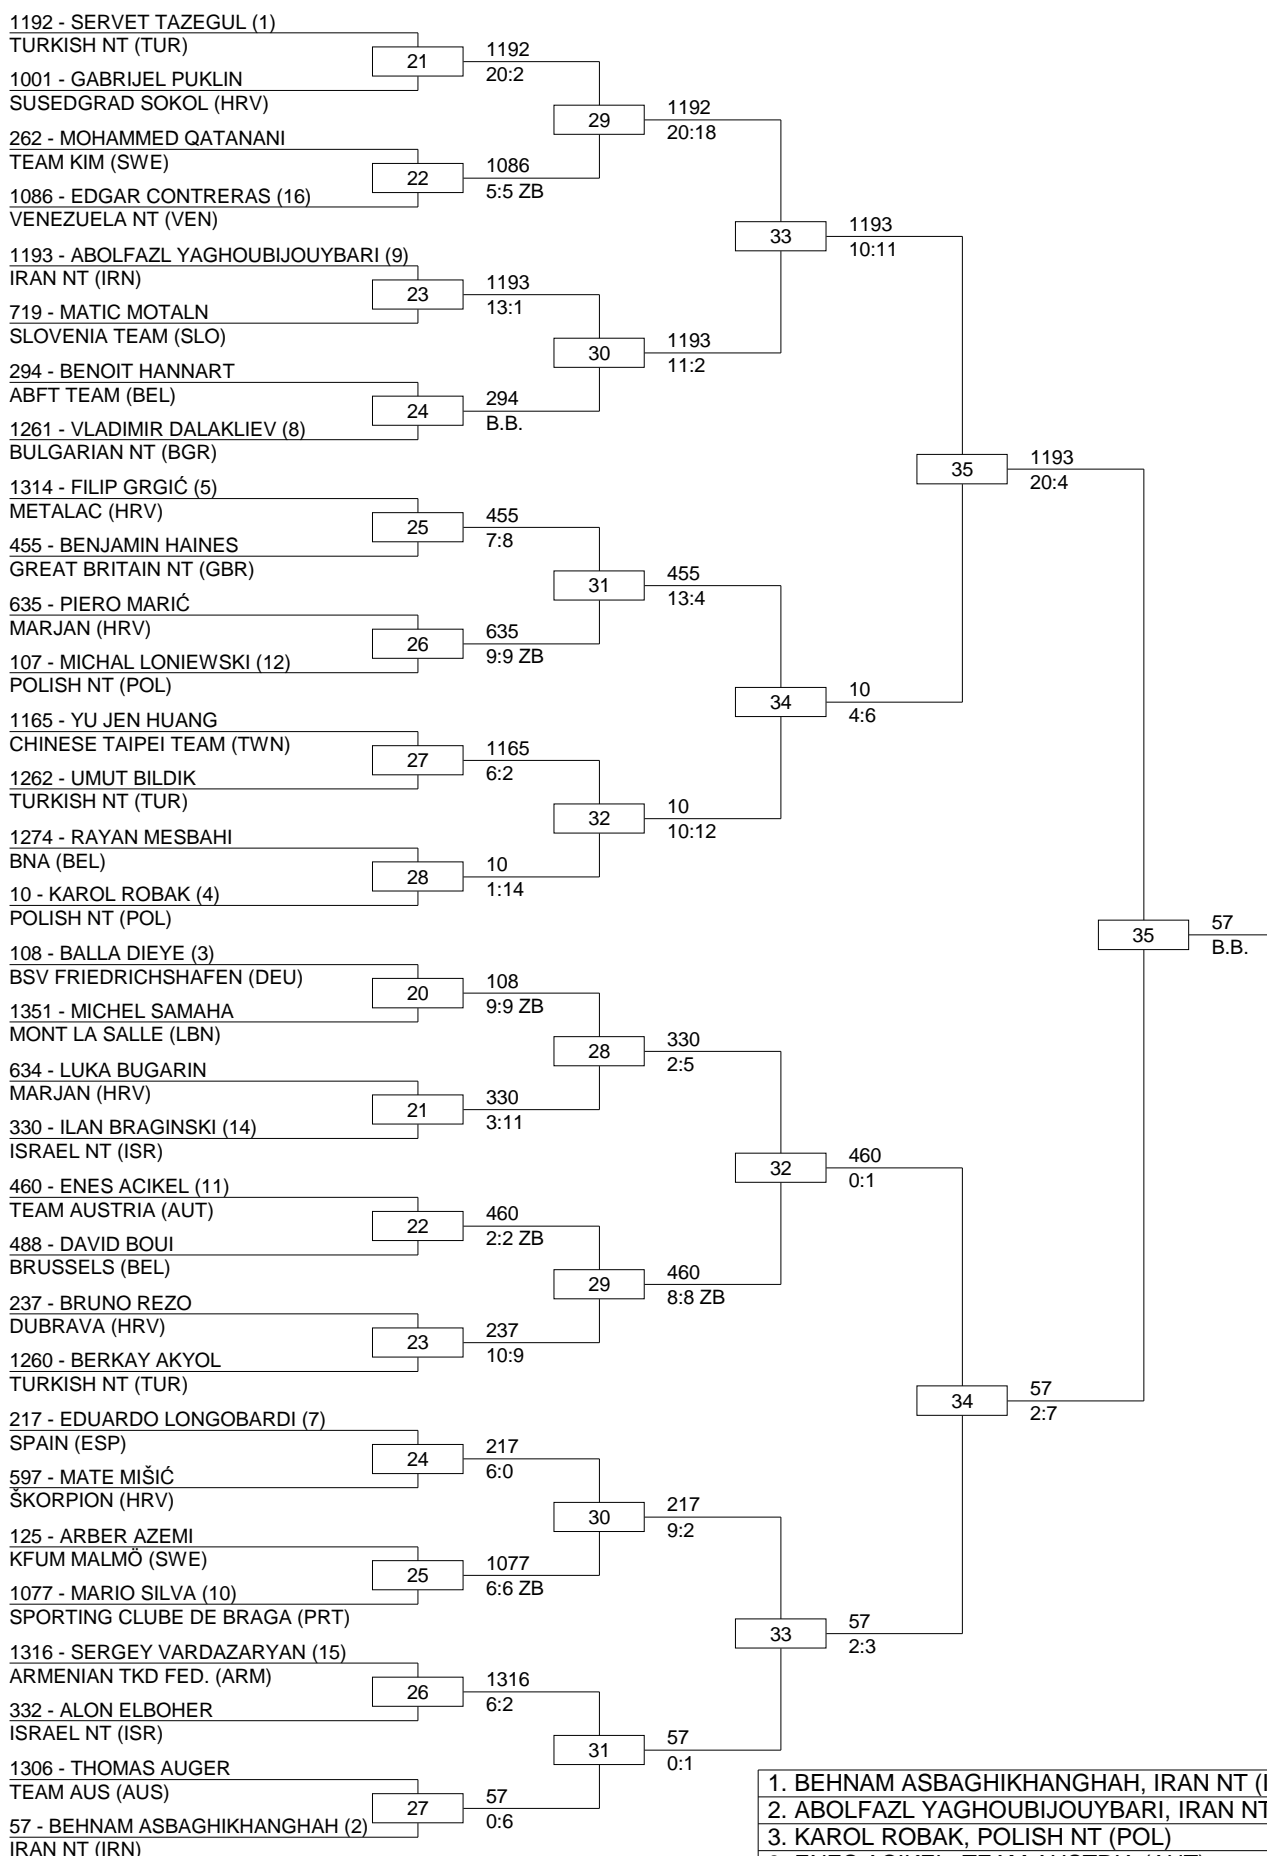 1192 - SERVET TAZEGUL (1)
TURKISH NT (TUR)
21
1192
20:2
1001 - GABRIJEL PUKLIN
SUSEDGRAD SOKOL (HRV)
29
1192
20:18
262 - MOHAMMED QATANANI
TEAM KIM (SWE)
22
1086
5:5 ZB
1086 - EDGAR CONTRERAS (16)
VENEZUELA NT (VEN)
33
1193
10:11
1193 - ABOLFAZL YAGHOUBIJOUYBARI (9)
IRAN NT (IRN)
23
1193
13:1
719 - MATIC MOTALN
SLOVENIA TEAM (SLO)
30
1193
11:2
294 - BENOIT HANNART
ABFT TEAM (BEL)
24
294
B.B.
1261 - VLADIMIR DALAKLIEV (8)
BULGARIAN NT (BGR)
35
1193
20:4
1314 - FILIP GRGIĆ (5)
METALAC (HRV)
25
455
7:8
455 - BENJAMIN HAINES
GREAT BRITAIN NT (GBR)
31
455
13:4
635 - PIERO MARIĆ
MARJAN (HRV)
26
635
9:9 ZB
107 - MICHAL LONIEWSKI (12)
POLISH NT (POL)
34
10
4:6
1165 - YU JEN HUANG
CHINESE TAIPEI TEAM (TWN)
27
1165
6:2
1262 - UMUT BILDIK
TURKISH NT (TUR)
32
10
10:12
1274 - RAYAN MESBAHI
BNA (BEL)
28
10
1:14
10 - KAROL ROBAK (4)
POLISH NT (POL)
35
57
B.B.
108 - BALLA DIEYE (3)
BSV FRIEDRICHSHAFEN (DEU)
20
108
9:9 ZB
1351 - MICHEL SAMAHA
MONT LA SALLE (LBN)
28
330
2:5
634 - LUKA BUGARIN
MARJAN (HRV)
21
330
3:11
330 - ILAN BRAGINSKI (14)
ISRAEL NT (ISR)
32
460
0:1
460 - ENES ACIKEL (11)
TEAM AUSTRIA (AUT)
22
460
2:2 ZB
488 - DAVID BOUI
BRUSSELS (BEL)
29
460
8:8 ZB
237 - BRUNO REZO
DUBRAVA (HRV)
23
237
10:9
1260 - BERKAY AKYOL
TURKISH NT (TUR)
34
57
2:7
217 - EDUARDO LONGOBARDI (7)
SPAIN (ESP)
24
217
6:0
597 - MATE MIŠIĆ
ŠKORPION (HRV)
30
217
9:2
125 - ARBER AZEMI
KFUM MALMÖ (SWE)
25
1077
6:6 ZB
1077 - MARIO SILVA (10)
SPORTING CLUBE DE BRAGA (PRT)
33
57
2:3
1316 - SERGEY VARDAZARYAN (15)
ARMENIAN TKD FED. (ARM)
26
1316
6:2
332 - ALON ELBOHER
ISRAEL NT (ISR)
31
57
0:1
1306 - THOMAS AUGER
TEAM AUS (AUS)
27
57
0:6
57 - BEHNAM ASBAGHIKHANGHAH (2)
IRAN NT (IRN)
1. BEHNAM ASBAGHIKHANGHAH, IRAN NT
2. ABOLFAZL YAGHOUBIJOUYBARI, IRAN NT
3. KAROL ROBAK, POLISH NT (POL)
ENES ACIKEL, TEAM AUSTRIA (AUT)